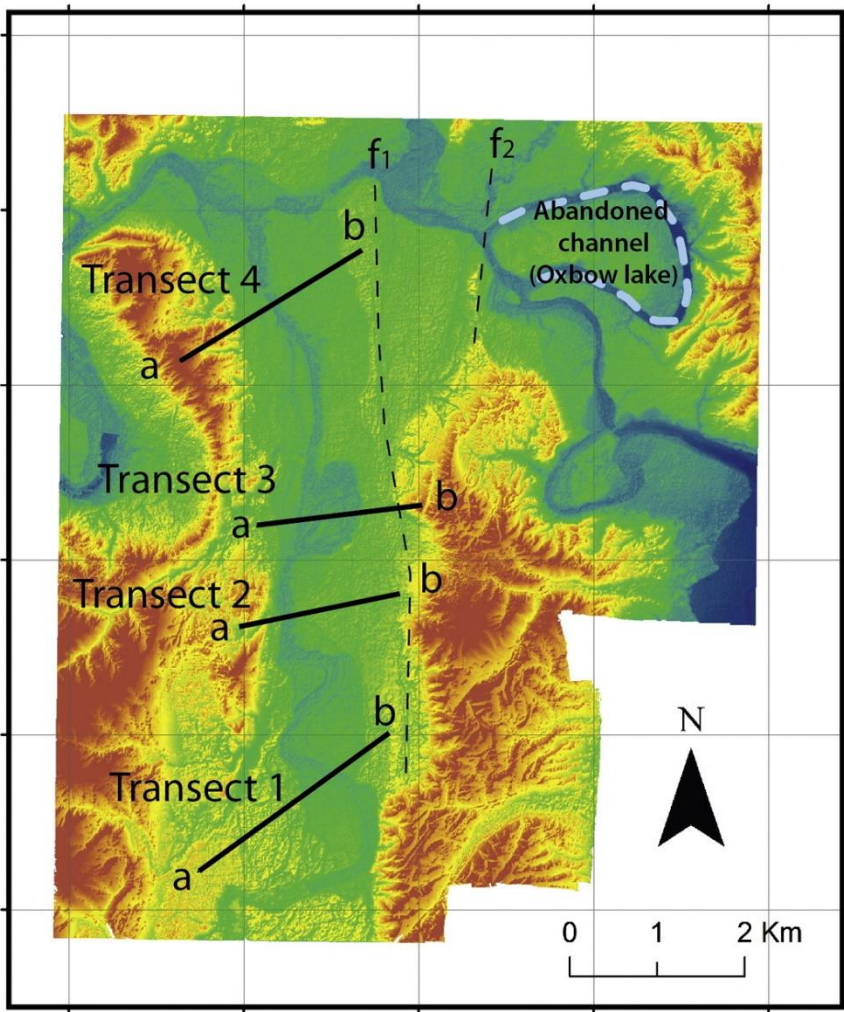 f1
f2
Abandoned
channel
(Oxbow lake)
b
Transect 4
a
Transect 3
a
b
Transect 2
a
b
b
Transect 1
a
N
0 1 2 Km